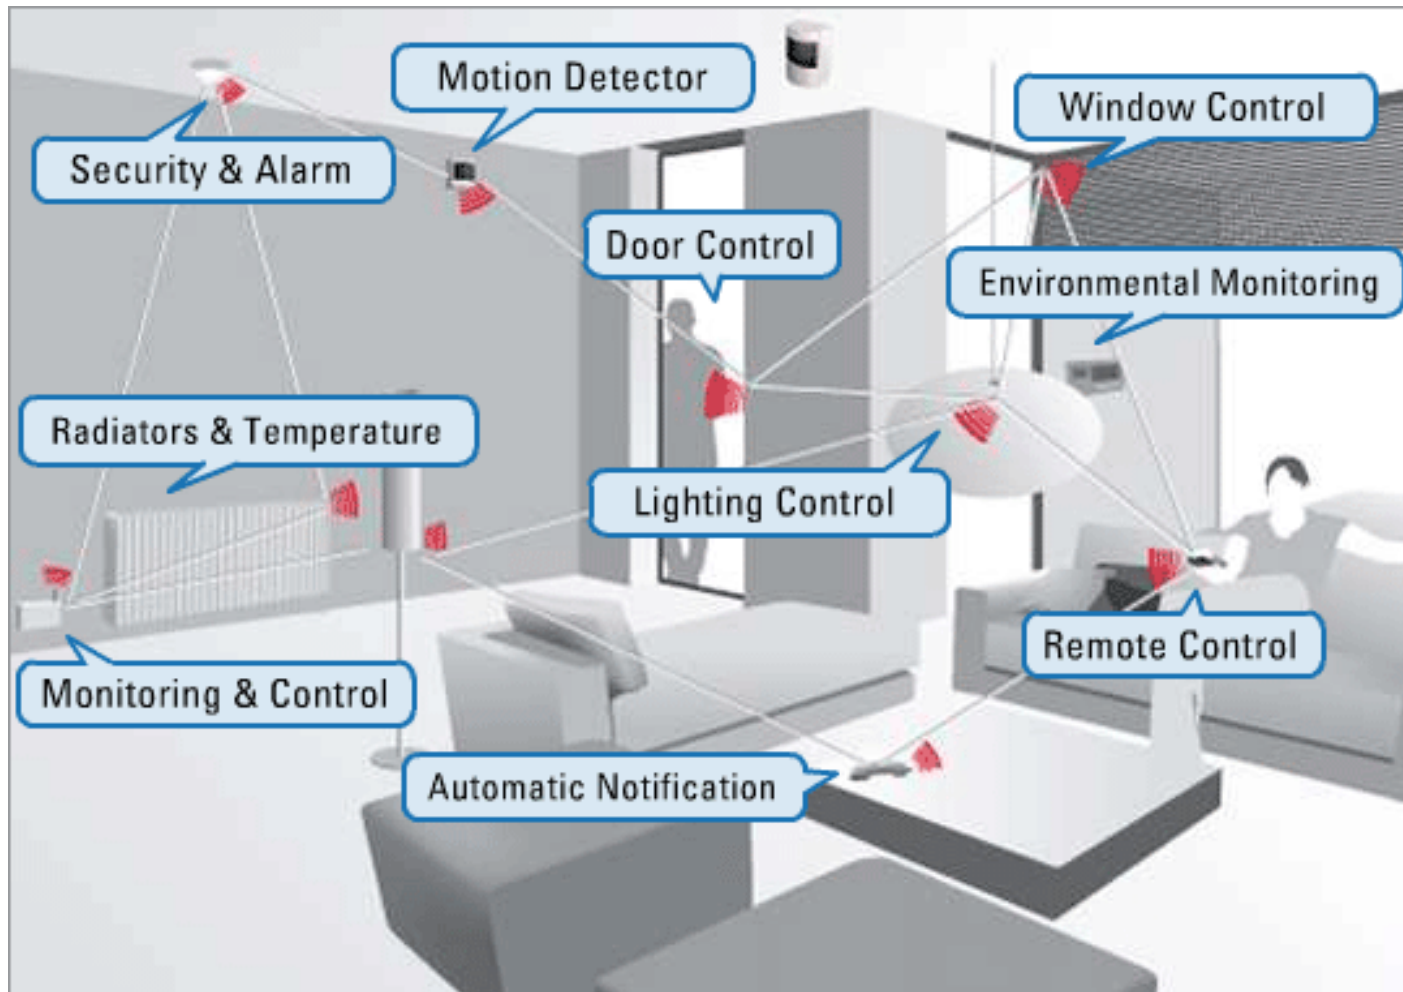 Motion Detector
Window Control
Security & Alarm
Door Control
Environmental Monitoring
Radiators & Temperature
Lighting Control
Remote Control
Monitoring & Control
Automatic Notification